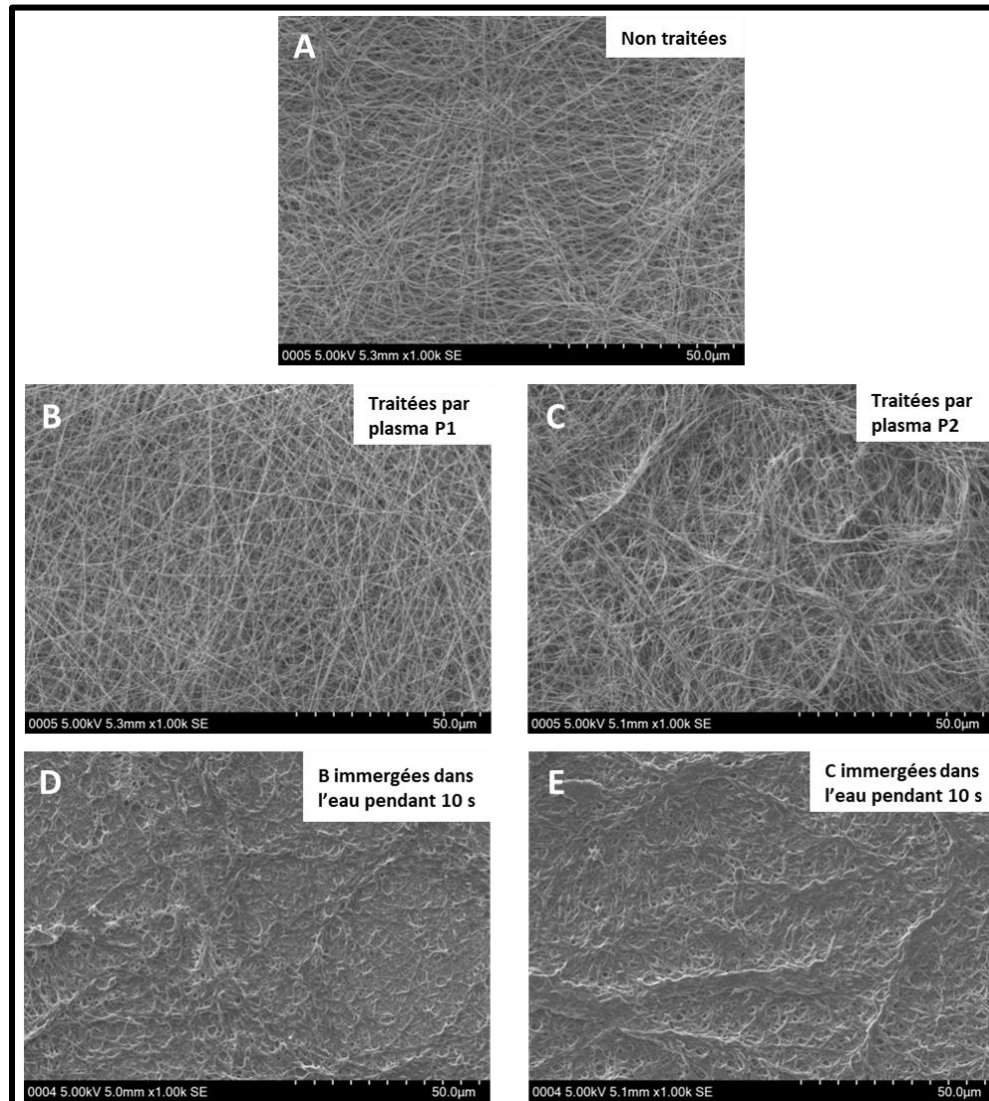 A
Non traitées
0005 5.00kV 5.3mm x1.00k SE
50.0µm
B
Traitées par
plasma P1
0005 5.00kV 5.3mm x1.00k SE
50.0µm
C
Traitées par
plasma P2
0005 5.00kV 5.1mm x1.00k SE
50.0µm
D
B immergées dans
l'eau pendant 10 s
0004 5.00kV 5.0mm x1.00k SE
50.0µm
E
C immergées dans
l'eau pendant 10 s
0004 5.00kV 5.1mm x1.00k SE
50.0µm